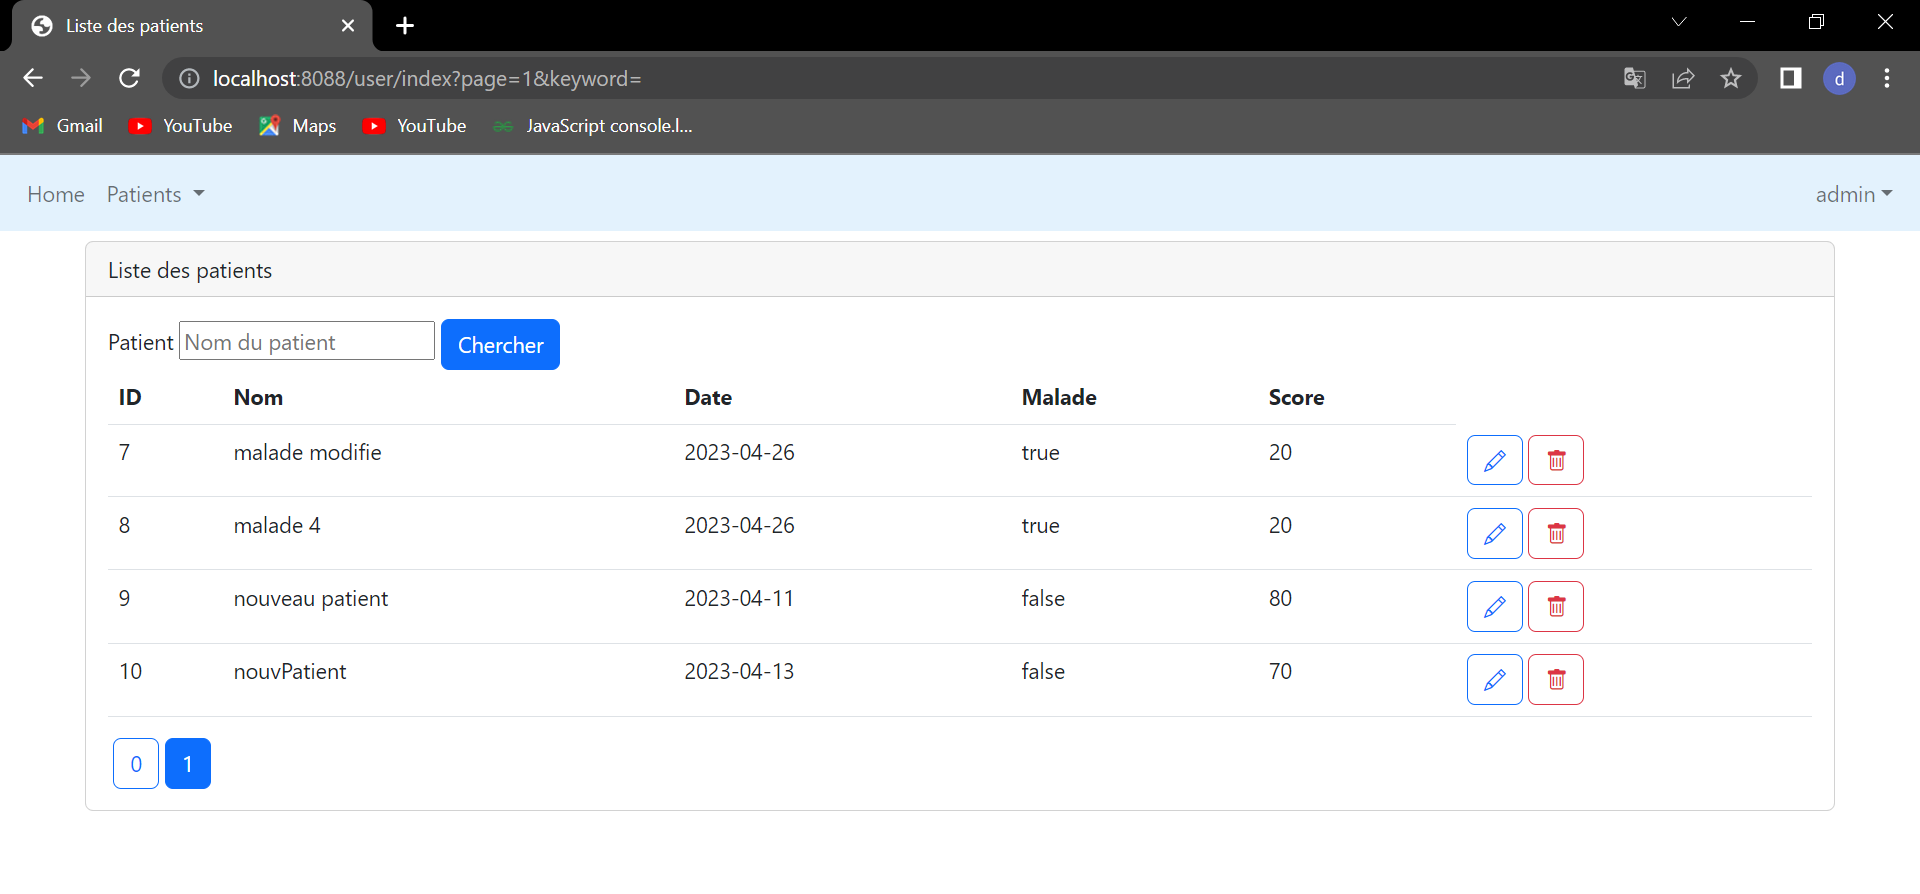 Liste des patients
localhost:8088/user/index?page=1&keyword=
d
Gmail YouTube Maps YouTube JavaScript console.l...
Home Patients admin
Liste des patients
Patient Nom du patient Chercher
ID Nom Date Malade Score
7 malade modifie 2023-04-26 true 20
8 malade 4 2023-04-26 true 20
9 nouveau patient 2023-04-11 false 80
10 nouvPatient 2023-04-13 false 70
0 1